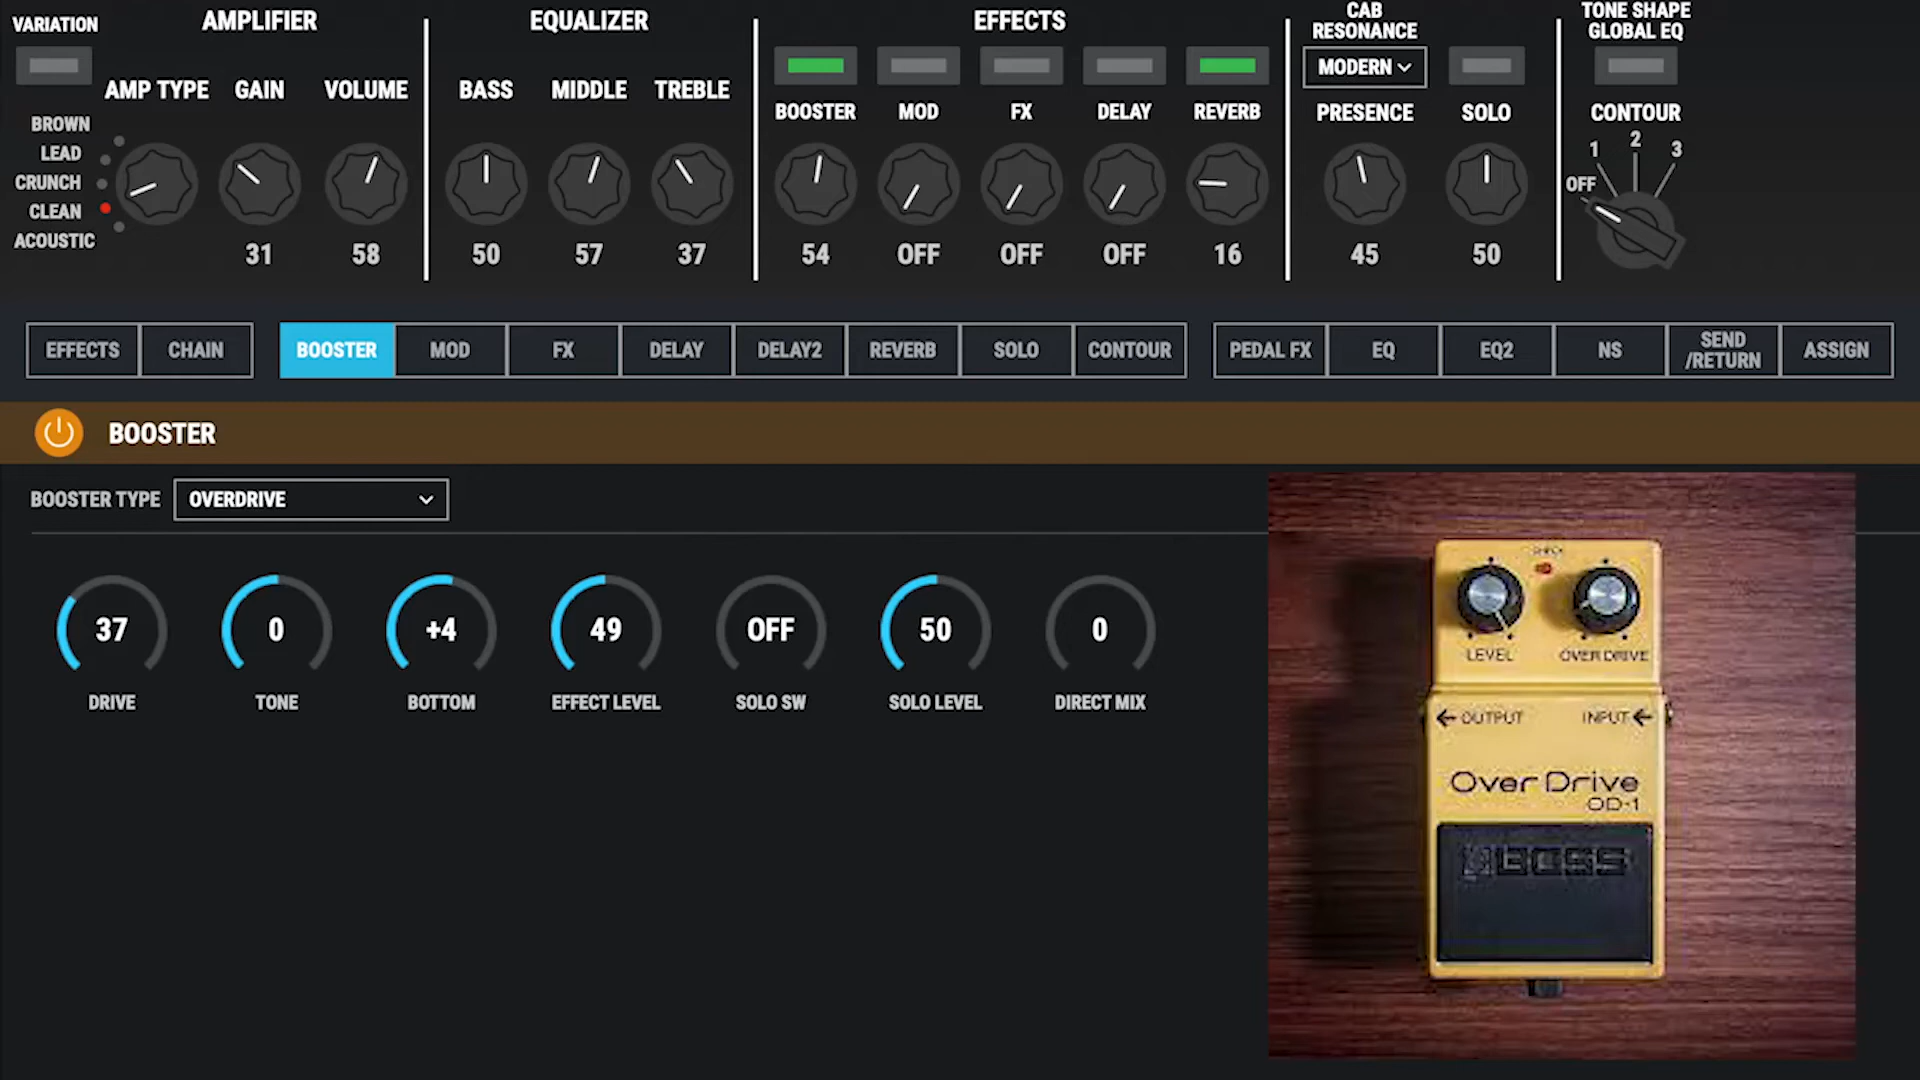 VARIATION
AMPLIFIER
EQUALIZER
EFFECTS
CAB
RESONANCE
TONE SHAPE
GLOBAL EQ
MODERN
AMP TYPE
GAIN
VOLUME
BASS
MIDDLE
TREBLE
BOOSTER
MOD
FX
DELAY
REVERB
PRESENCE
SOLO
CONTOUR
BROWN
LEAD
CRUNCH
CLEAN
ACOUSTIC
OFF
1
2
3
31
58
50
57
37
54
OFF
OFF
OFF
16
45
50
EFFECTS
CHAIN
BOOSTER
MOD
FX
DELAY
DELAY2
REVERB
SOLO
CONTOUR
PEDAL FX
EQ
EQ2
NS
SEND
/RETURN
ASSIGN
BOOSTER
BOOSTER TYPE
OVERDRIVE
37
0
+4
49
OFF
50
0
DRIVE
TONE
BOTTOM
EFFECT LEVEL
SOLO SW
SOLO LEVEL
DIRECT MIX
CHECK
LEVEL
OVER DRIVE
OUTPUT
INPUT
Over Drive
OD-1
BOSS